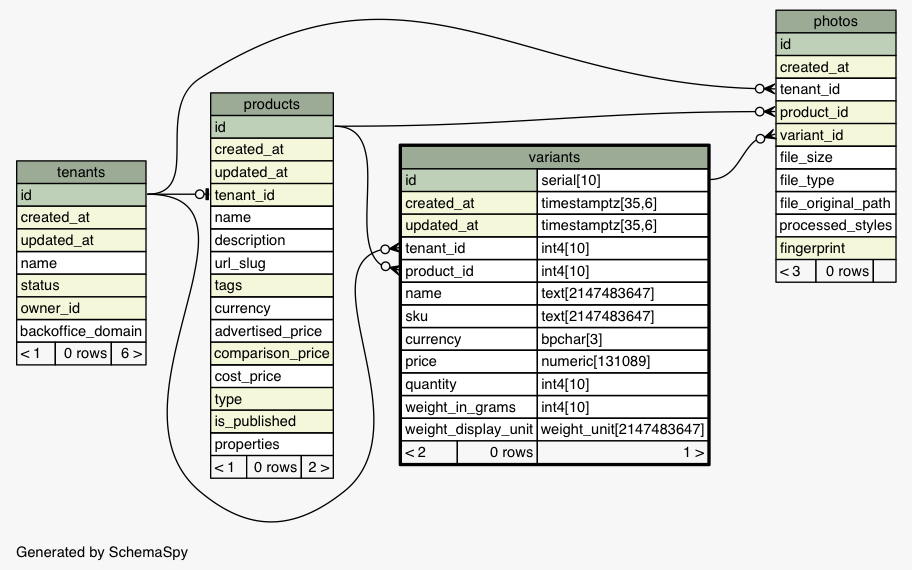 tenants
id
created_at
updated_at
name
status
owner_id
backoffice_domain
< 1 0 rows 6 >
products
id
created_at
updated_at
tenant_id
name
description
url_slug
tags
currency
advertised_price
comparison_price
cost_price
type
is_published
properties
< 1 0 rows 2 >
variants
id serial[10]
created_at timestamptz[35,6]
updated_at timestamptz[35,6]
tenant_id int4[10]
product_id int4[10]
name text[2147483647]
sku text[2147483647]
currency bpchar[3]
price numeric[131089]
quantity int4[10]
weight_in_grams int4[10]
weight_display_unit weight_unit[2147483647]
< 2 0 rows 1 >
photos
id
created_at
tenant_id
product_id
variant_id
file_size
file_type
file_original_path
processed_styles
fingerprint
< 3 0 rows
Generated by SchemaSpy